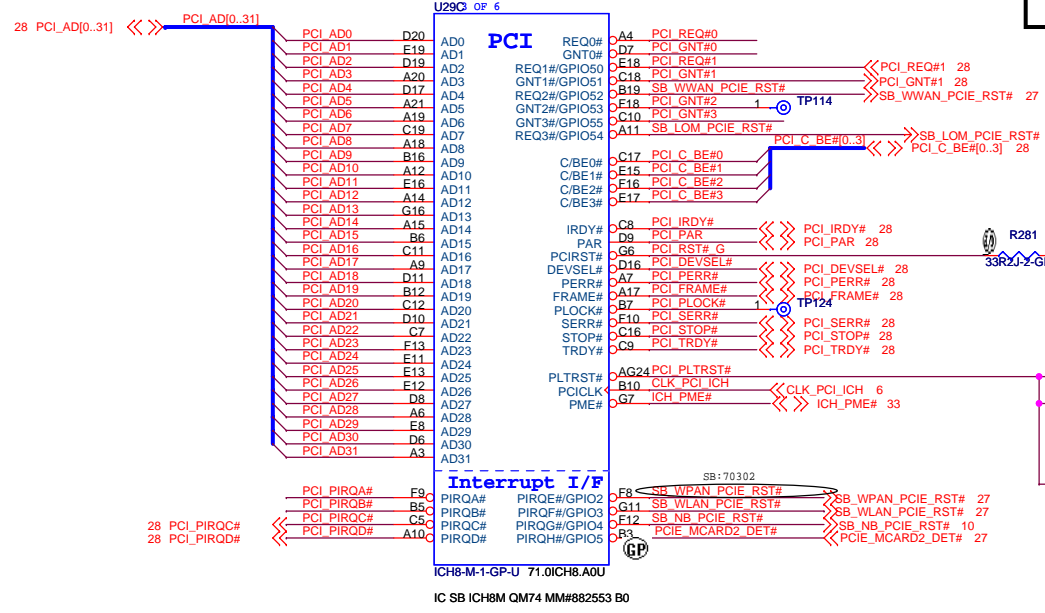 U29C 3 OF 6
28 PCI_AD[0..31] PCI_AD[0..31]
PCI
PCI_AD0 D20 AD0 REQ0# A4 PCI_REQ#0
PCI_AD1 E19 AD1 GNT0# D7 PCI_GNT#0
PCI_AD2 D19 AD2 REQ1#/GPIO50 E18 PCI_REQ#1 PCI_REQ#1 28
PCI_AD3 A20 AD3 GNT1#/GPIO51 C18 PCI_GNT#1 PCI_GNT#1 28
PCI_AD4 D17 AD4 REQ2#/GPIO52 B19 SB_WWAN_PCIE_RST# SB_WWAN_PCIE_RST# 27
PCI_AD5 A21 AD5 GNT2#/GPIO53 F18 PCI_GNT#2 1 TP114
PCI_AD6 A19 AD6 GNT3#/GPIO55 C10 PCI_GNT#3
PCI_AD7 C19 AD7 REQ3#/GPIO54 A11 SB_LOM_PCIE_RST# SB_LOM_PCIE_RST#
PCI_AD8 A18 AD8 PCI_C_BE#[0..3] PCI_C_BE#[0..3] 28
PCI_AD9 B16 AD9 C/BE0# C17 PCI_C_BE#0
PCI_AD10 A12 AD10 C/BE1# E15 PCI_C_BE#1
PCI_AD11 E16 AD11 C/BE2# F16 PCI_C_BE#2
PCI_AD12 A14 AD12 C/BE3# E17 PCI_C_BE#3
PCI_AD13 G16 AD13
PCI_AD14 A15 AD14 IRDY# C8 PCI_IRDY# PCI_IRDY# 28
PCI_AD15 B6 AD15 PAR D9 PCI_PAR PCI_PAR 28
PCI_AD16 C11 AD16 PCIRST# G6 PCI_RST#_G R281
33R2J-2-G
PCI_AD17 A9 AD17 DEVSEL# D16 PCI_DEVSEL# PCI_DEVSEL# 28
PCI_AD18 D11 AD18 PERR# A7 PCI_PERR# PCI_PERR# 28
PCI_AD19 B12 AD19 FRAME# A17 PCI_FRAME# PCI_FRAME# 28
PCI_AD20 C12 AD20 PLOCK# B7 PCI_PLOCK# 1 TP124
PCI_AD21 D10 AD21 SERR# F10 PCI_SERR# PCI_SERR# 28
PCI_AD22 C7 AD22 STOP# C16 PCI_STOP# PCI_STOP# 28
PCI_AD23 F13 AD23 TRDY# C9 PCI_TRDY# PCI_TRDY# 28
PCI_AD24 E11 AD24
PCI_AD25 E13 AD25 PLTRST# AG24 PCI_PLTRST#
PCI_AD26 E12 AD26 PCICLK B10 CLK_PCI_ICH CLK_PCI_ICH 6
PCI_AD27 D8 AD27 PME# G7 ICH_PME# ICH_PME# 33
PCI_AD28 A6 AD28
PCI_AD29 E8 AD29
PCI_AD30 D6 AD30
PCI_AD31 A3 AD31
Interrupt I/F SB:70302
PCI_PIRQA# F9 PIRQA# PIRQE#/GPIO2 F8 SB_WPAN_PCIE_RST# SB_WPAN_PCIE_RST# 27
PCI_PIRQB# B5 PIRQB# PIRQF#/GPIO3 G11 SB_WLAN_PCIE_RST# SB_WLAN_PCIE_RST# 27
28 PCI_PIRQC# PCI_PIRQC# C5 PIRQC# PIRQG#/GPIO4 F12 SB_NB_PCIE_RST# SB_NB_PCIE_RST# 10
28 PCI_PIRQD# PCI_PIRQD# A10 PIRQD# PIRQH#/GPIO5 B3 PCIE_MCARD2_DET# PCIE_MCARD2_DET# 27
GP
ICH8-M-1-GP-U 71.0ICH8.A0U
IC SB ICH8M QM74 MM#882553 B0